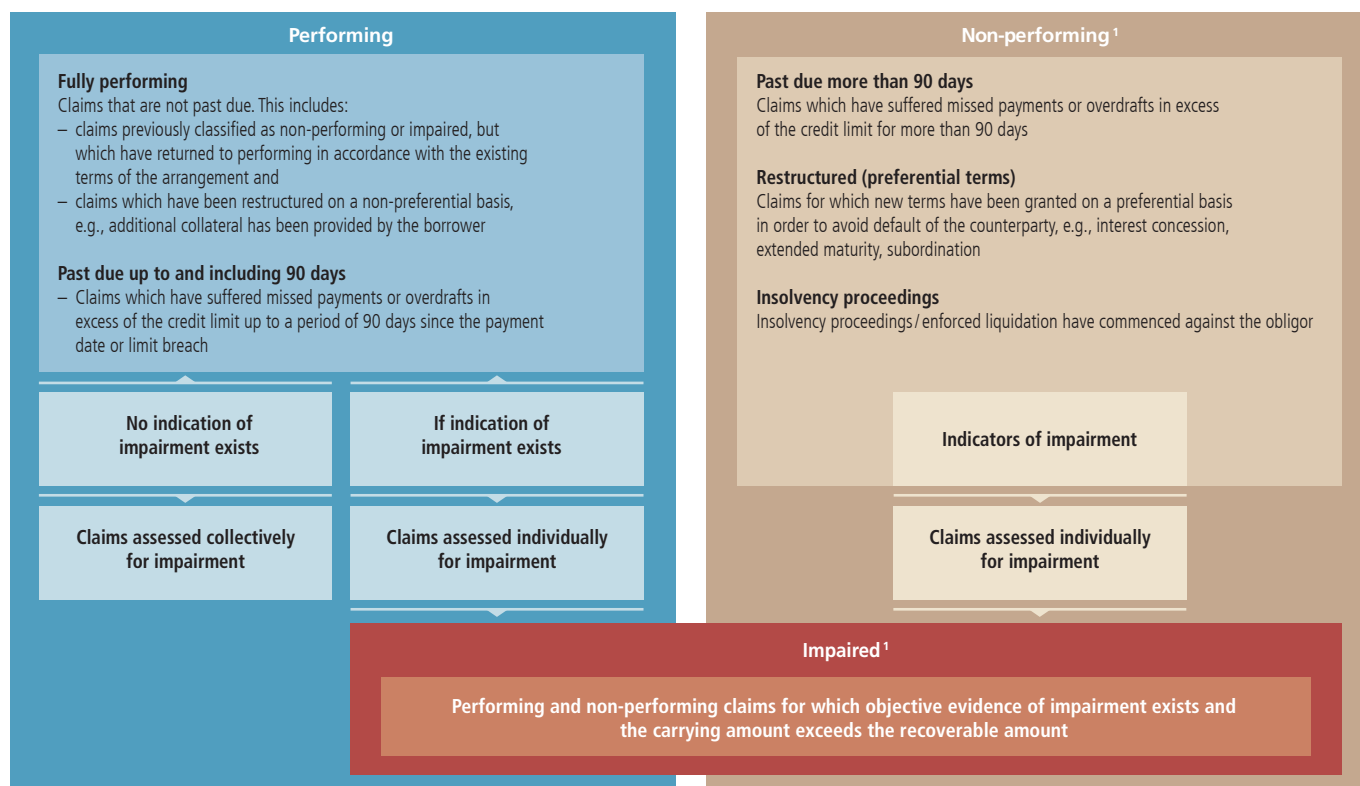 Performing
Fully performing
Claims that are not past due. This includes:
– claims previously classified as non-performing or impaired, but
which have returned to performing in accordance with the existing
terms of the arrangement and
– claims which have been restructured on a non-preferential basis,
e.g., additional collateral has been provided by the borrower
Past due up to and including 90 days
– Claims which have suffered missed payments or overdrafts in
excess of the credit limit up to a period of 90 days since the payment
date or limit breach
No indication of
impairment exists
If indication of
impairment exists
Claims assessed collectively
for impairment
Claims assessed individually
for impairment
Non-performing 1
Past due more than 90 days
Claims which have suffered missed payments or overdrafts in excess
of the credit limit for more than 90 days
Restructured (preferential terms)
Claims for which new terms have been granted on a preferential basis
in order to avoid default of the counterparty, e.g., interest concession,
extended maturity, subordination
Insolvency proceedings
Insolvency proceedings / enforced liquidation have commenced against the obligor
Indicators of impairment
Claims assessed individually
for impairment
Impaired 1
Performing and non-performing claims for which objective evidence of impairment exists and
the carrying amount exceeds the recoverable amount